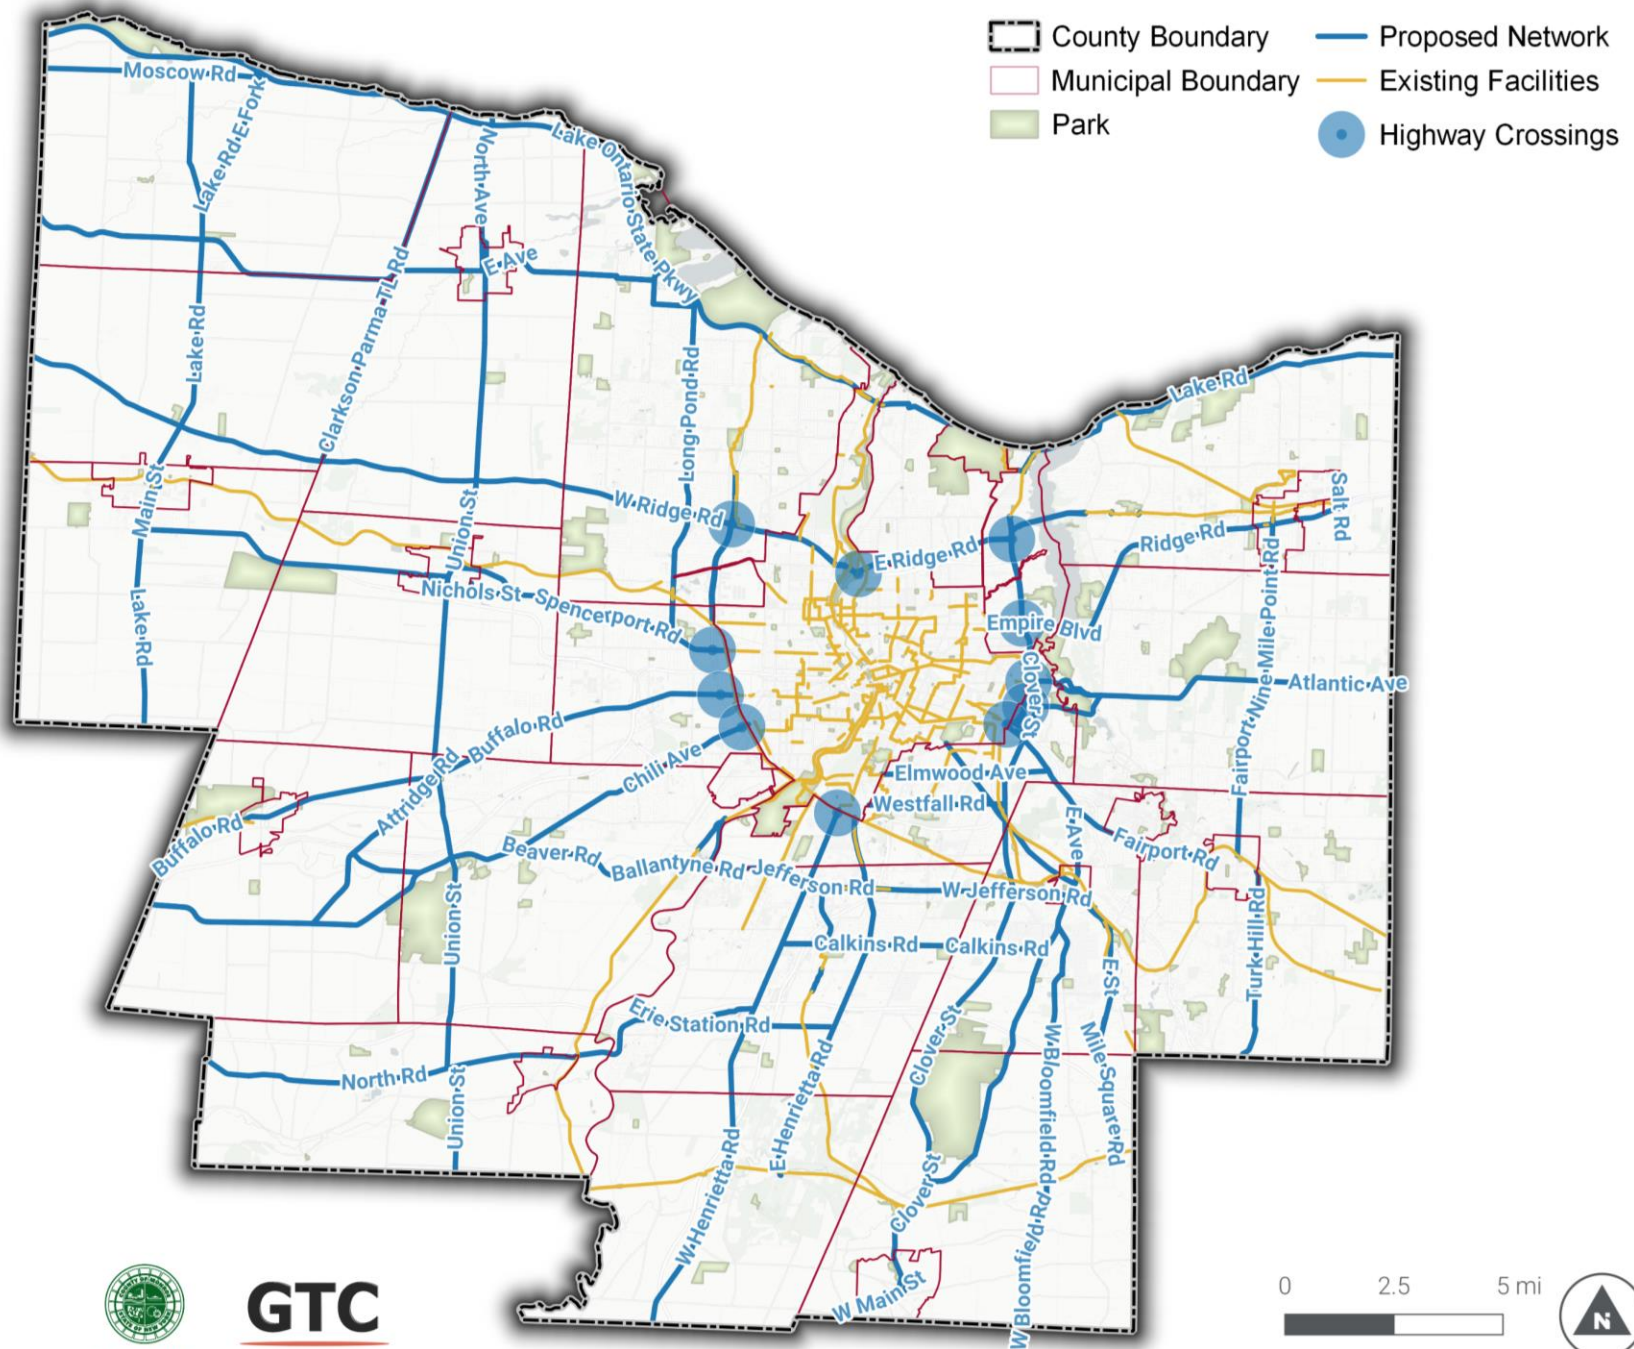 County Boundary
Municipal Boundary
Park
Proposed Network
Existing Facilities
Highway Crossings
Moscow Rd
Lake Rd E Fork
North Ave
Lake Ontario State Pkwy
E Ave
Clarkson Parma TL Rd
Lake Rd
Long Pond Rd
Lake Rd
Main St
Union St
W Ridge Rd
E Ridge Rd
Ridge Rd
Salt Rd
Nichols St
Spencerport Rd
Lake Rd
Empire Blvd
Fairport Nine Mile Point Rd
Clover St
Atlantic Ave
Buffalo Rd
Attridge Rd
Chili Ave
Elmwood Ave
Westfall Rd
Buffalo Rd
Beaver Rd
Ballantyne Rd
Jefferson Rd
W Jefferson Rd
E Ave
Fairport Rd
Union St
Calkins Rd
Calkins Rd
E St
Turk Hill Rd
Erie Station Rd
Clover St
W Bloomfield Rd
Mile Square Rd
North Rd
Union St
E Henrietta Rd
W Henrietta Rd
Clover St
W Bloomfield Rd
W Main St
W Bloomfield Rd
GTC
0 2.5 5 mi
N